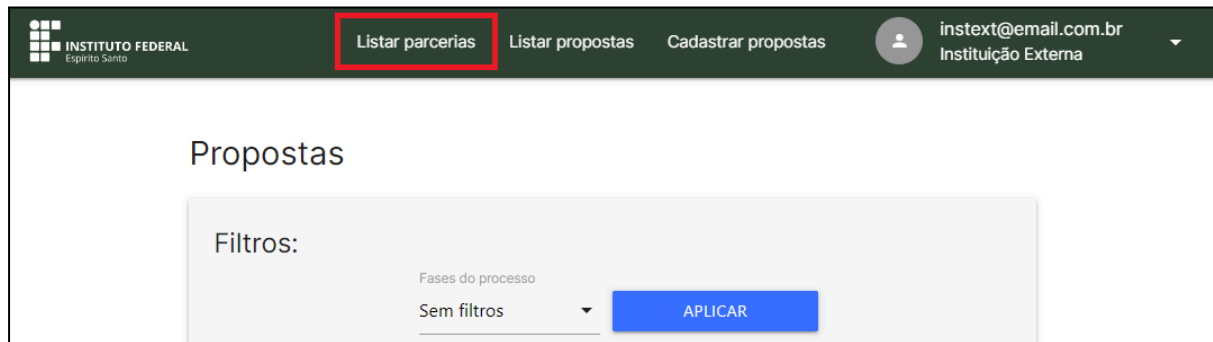 INSTITUTO FEDERAL
Espírito Santo
Listar parcerias
Listar propostas
Cadastrar propostas
instext@email.com.br
Instituição Externa
Propostas
Filtros:
Fases do processo
Sem filtros
APLICAR